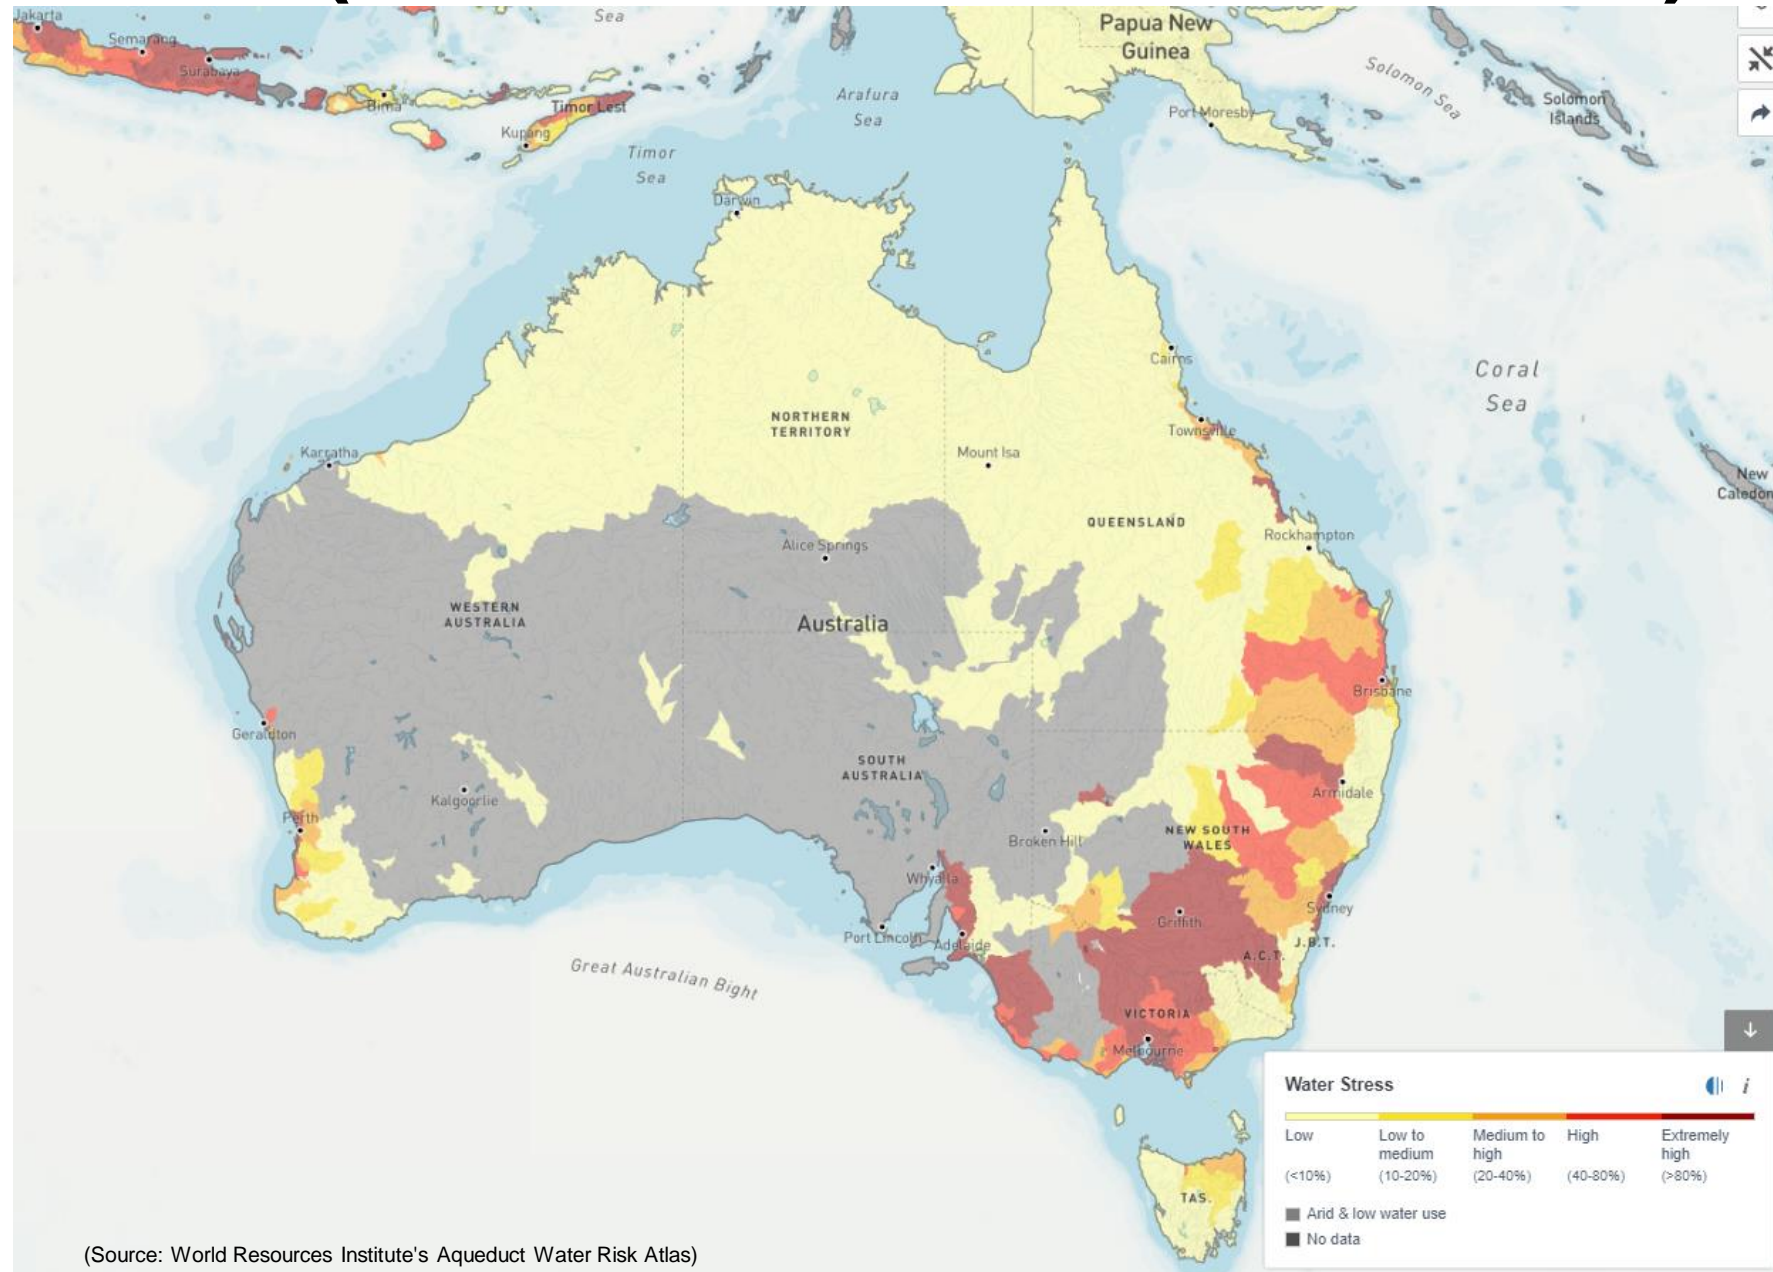 Jakarta
Semarang
Surabaya
Sea
Bima
Timor Lest
Kupang
Timor
Sea
Arafura
Sea
Papua New
Guinea
Port Moresby
Solomon Sea
Solomon
Islands
Darwin
Cairns
Coral
Sea
Townsville
NORTHERN
TERRITORY
Mount Isa
Karratha
New
Caledon
QUEENSLAND
Rockhampton
Alice Springs
WESTERN
AUSTRALIA
Australia
Brisbane
Geraldton
SOUTH
AUSTRALIA
Kalgoorlie
Armidale
Perth
Broken Hill
NEW SOUTH
WALES
Whyalla
Sydney
Griffith
Port Lincoln
Adelaide
J.B.T.
A.C.T.
Great Australian Bight
VICTORIA
Melbourne
TAS.
Water Stress
i
Low Low to medium Medium to high High Extremely high
(<10%) (10-20%) (20-40%) (40-80%) (>80%)
Arid & low water use
No data
(Source: World Resources Institute's Aqueduct Water Risk Atlas)